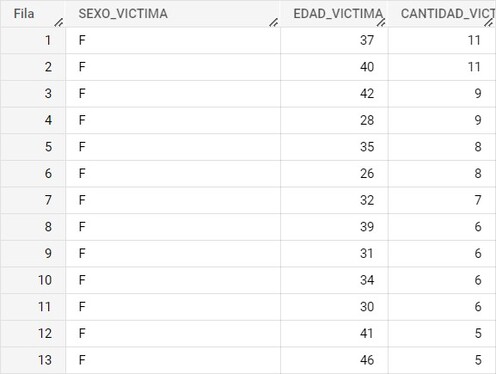 Fila SEXO_VICTIMA EDAD_VICTIMA CANTIDAD_VICT
1 F 37 11
2 F 40 11
3 F 42 9
4 F 28 9
5 F 35 8
6 F 26 8
7 F 32 7
8 F 39 6
9 F 31 6
10 F 34 6
11 F 30 6
12 F 41 5
13 F 46 5